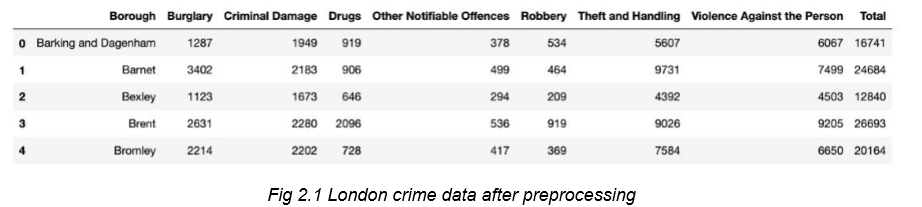 Borough Burglary Criminal Damage Drugs Other Notifiable Offences Robbery Theft and Handling Violence Against the Person Total
0 Barking and Dagenham 1287 1949 919 378 534 5607 6067 16741
1 Barnet 3402 2183 906 499 464 9731 7499 24684
2 Bexley 1123 1673 646 294 209 4392 4503 12840
3 Brent 2631 2280 2096 536 919 9026 9205 26693
4 Bromley 2214 2202 728 417 369 7584 6650 20164
Fig 2.1 London crime data after preprocessing